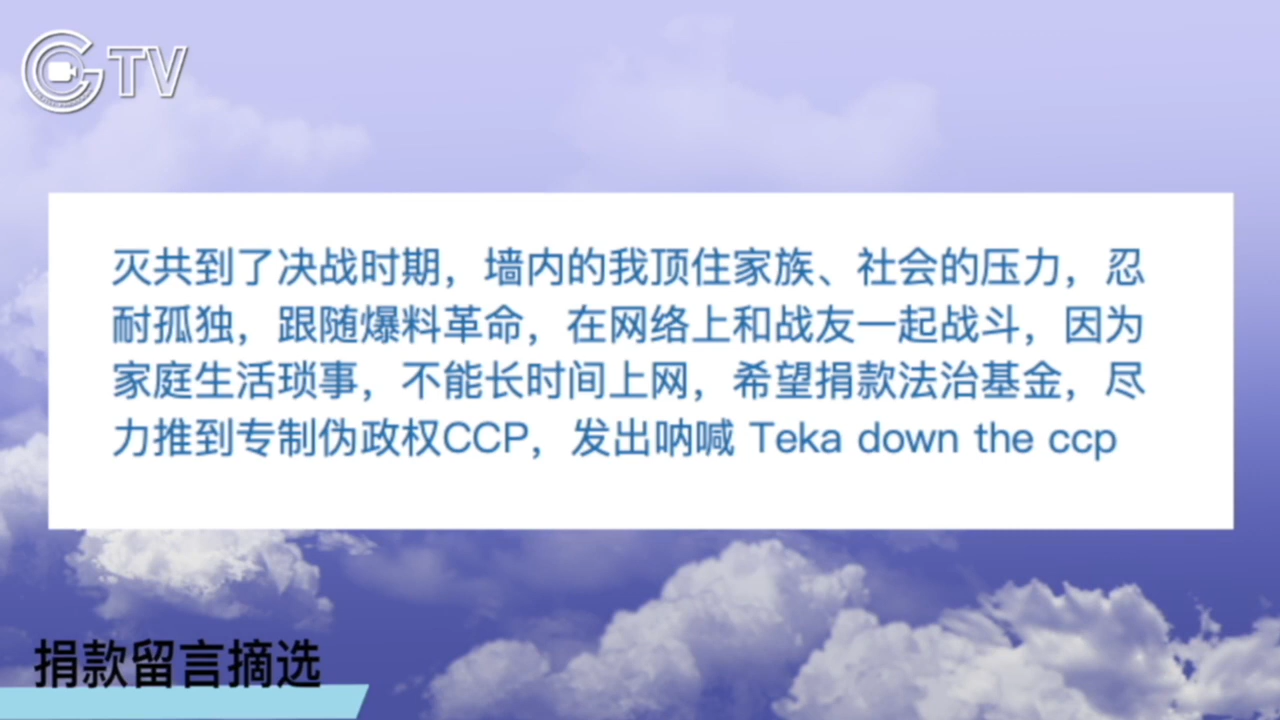 GTV
灭共到了决战时期，墙内的我顶住家族、社会的压力，忍
耐孤独，跟随爆料革命，在网络上和战友一起战斗，因为
家庭生活琐事，不能长时间上网，希望捐款法治基金，尽
力推到专制伪政权CCP，发出呐喊 Teka down the ccp
捐款留言摘选